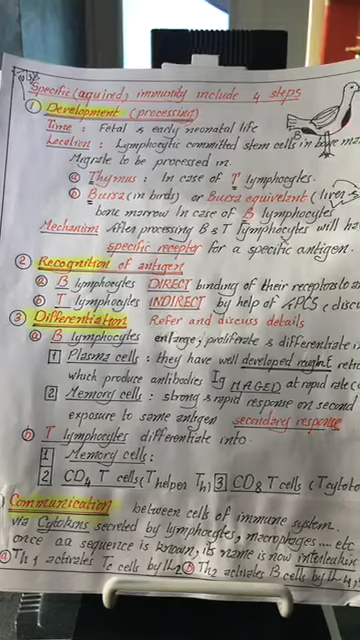 Specific (aquired) immunity include 4 steps
① Development (processing)
Time : Fetal & early neonatal life
Location : Lymphocytic committed stem cells in bone
Migrate to be processed in.
ⓐ Thymus : In case of T lymphocytes.
ⓑ Bursa (in birds) or Bursa equivelent (liver &
bone marrow In case of B lymphocytes
Mechanism After processing B & T lymphocytes will
specific receptor for a specific antigen.
② Recognition of antigen
ⓐ B lymphocytes DIRECT binding of their receptors to
ⓑ T lymphocytes INDIRECT by help of APCS
③ Differentiation Refer and discuss details
ⓐ B lymphocytes enlarge, proliferate & differentiate
1 Plasma cells : they have well developed rough E
which produce antibodies Ig MAGED at rapid rate
2 Memory cells : strong & rapid response on second
exposure to same antigen secondary response
ⓑ T lymphocytes differentiate into
1 Memory cells :
2 CD4 T cells (T helper Th) 3 CD8 T cells
Communication between cells of immune system.
via Cytokins secreted by lymphocytes, macrophages... etc
once aa sequence is known, its name is now interleukin
ⓐ Th1 activates Tc cells by IL2 ⓑ Th2 activates B cells by IL4,